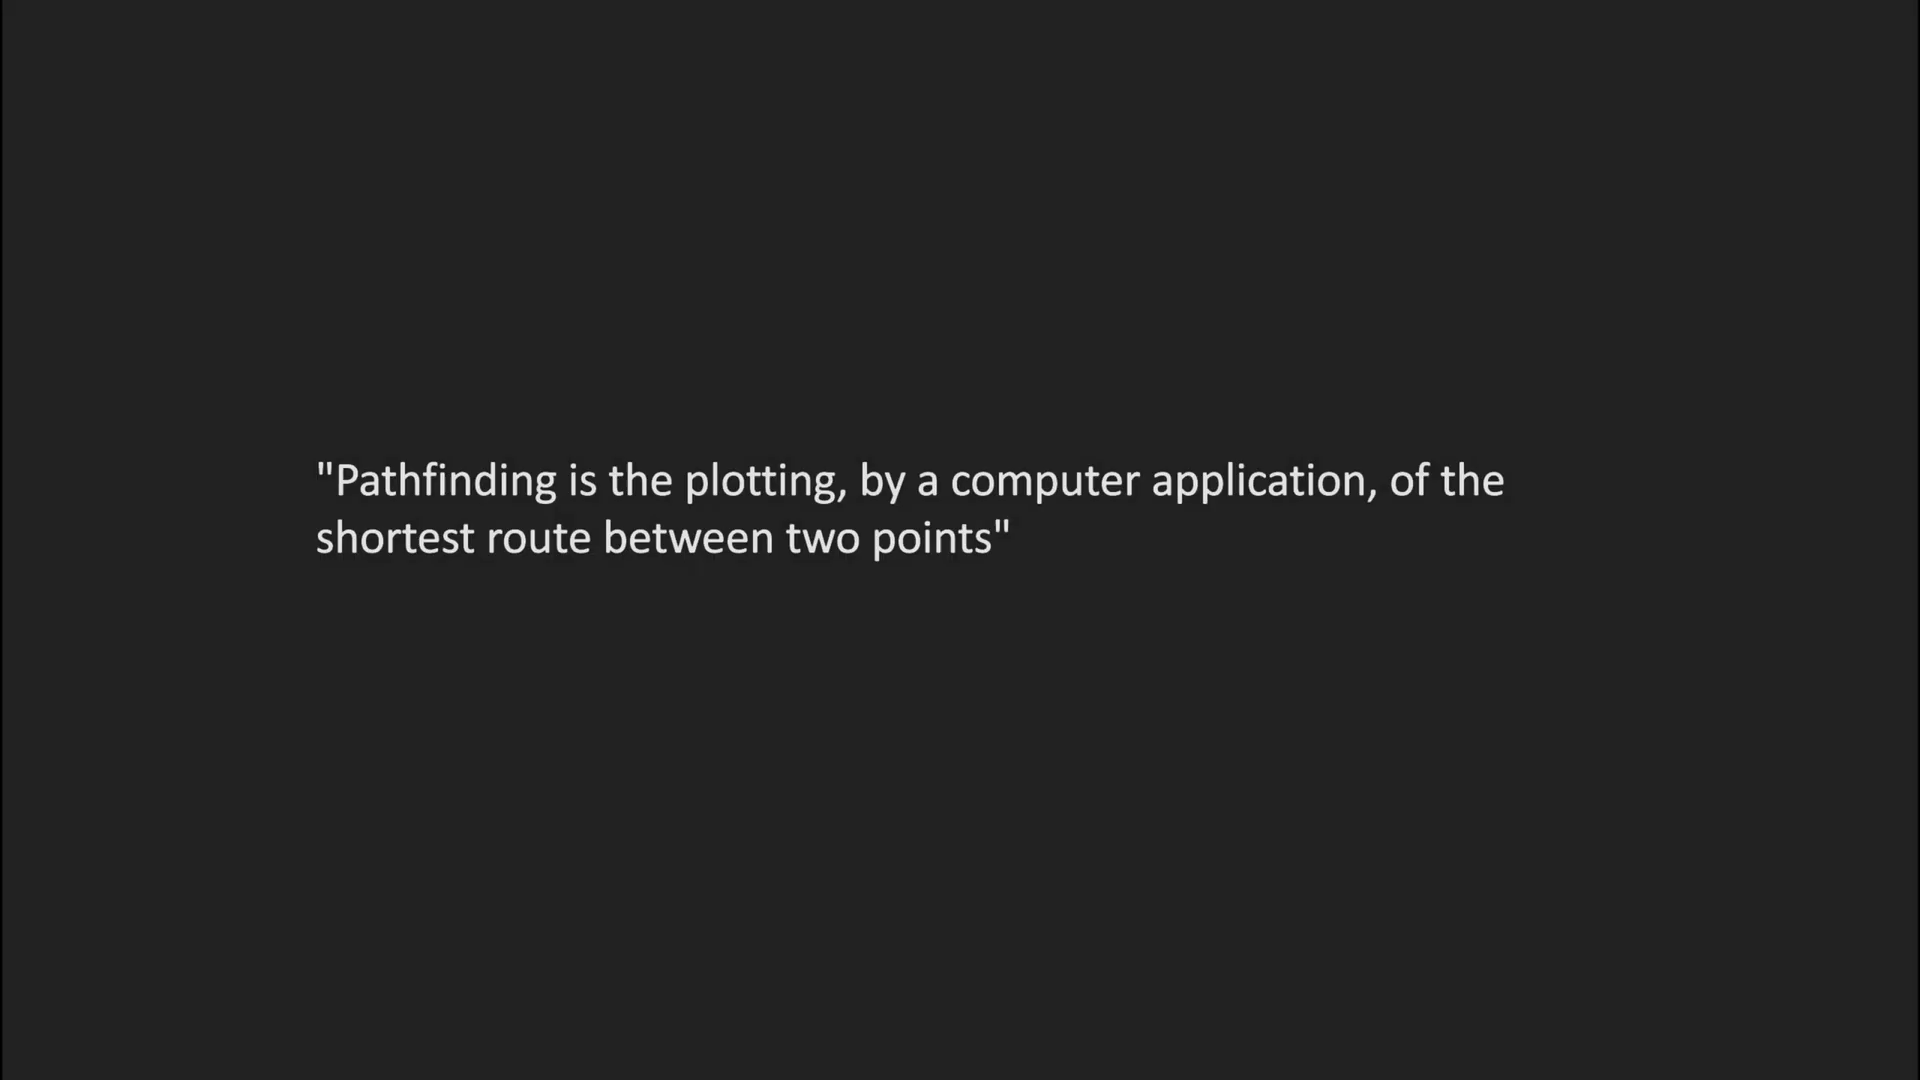 "Pathfinding is the plotting, by a computer application, of the
shortest route between two points"